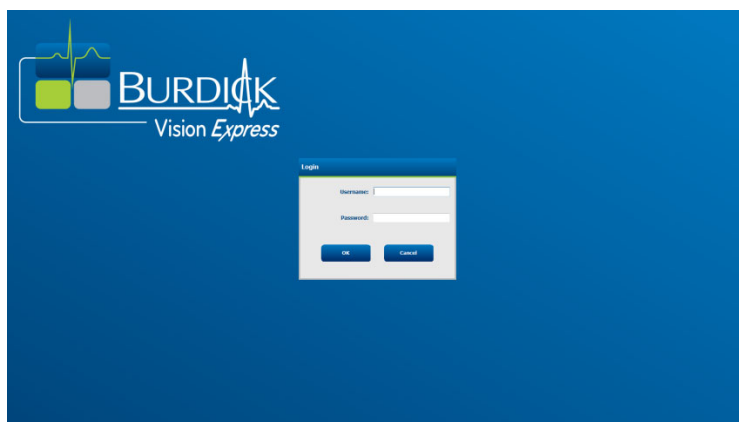 BURDICK
Vision Express
Login
Username:
Password:
OK
Cancel